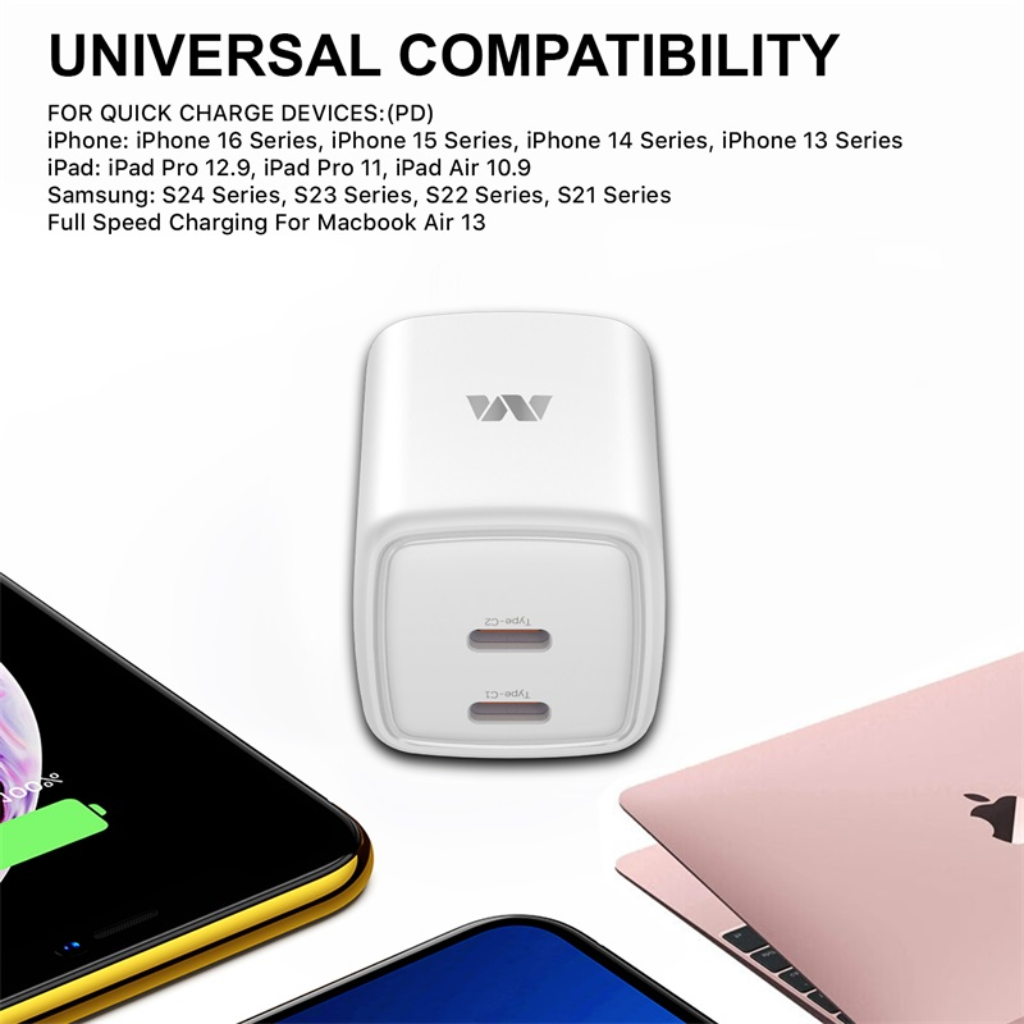 UNIVERSAL COMPATIBILITY
FOR QUICK CHARGE DEVICES:(PD)
iPhone: iPhone 16 Series, iPhone 15 Series, iPhone 14 Series, iPhone 13 Series
iPad: iPad Pro 12.9, iPad Pro 11, iPad Air 10.9
Samsung: S24 Series, S23 Series, S22 Series, S21 Series
Full Speed Charging For Macbook Air 13
Type-C2
Type-C1
100%